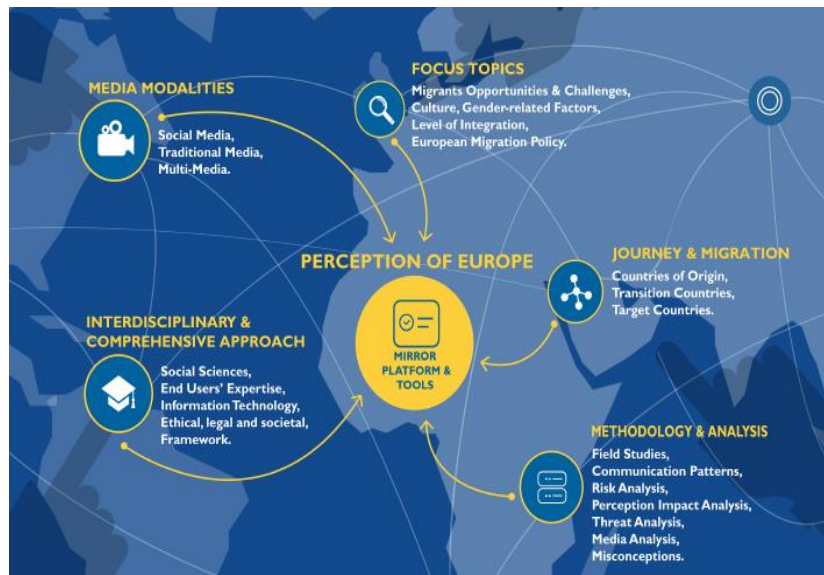 MEDIA MODALITIES
Social Media,
Traditional Media,
Multi-Media.
FOCUS TOPICS
Migrants Opportunities & Challenges,
Culture, Gender-related Factors,
Level of Integration,
European Migration Policy.
PERCEPTION OF EUROPE
MIRROR
PLATFORM &
TOOLS
JOURNEY & MIGRATION
Countries of Origin,
Transition Countries,
Target Countries.
INTERDISCIPLINARY &
COMPREHENSIVE APPROACH
Social Sciences,
End Users' Expertise,
Information Technology,
Ethical, legal and societal,
Framework.
METHODOLOGY & ANALYSIS
Field Studies,
Communication Patterns,
Risk Analysis,
Perception Impact Analysis,
Threat Analysis,
Media Analysis,
Misconceptions.